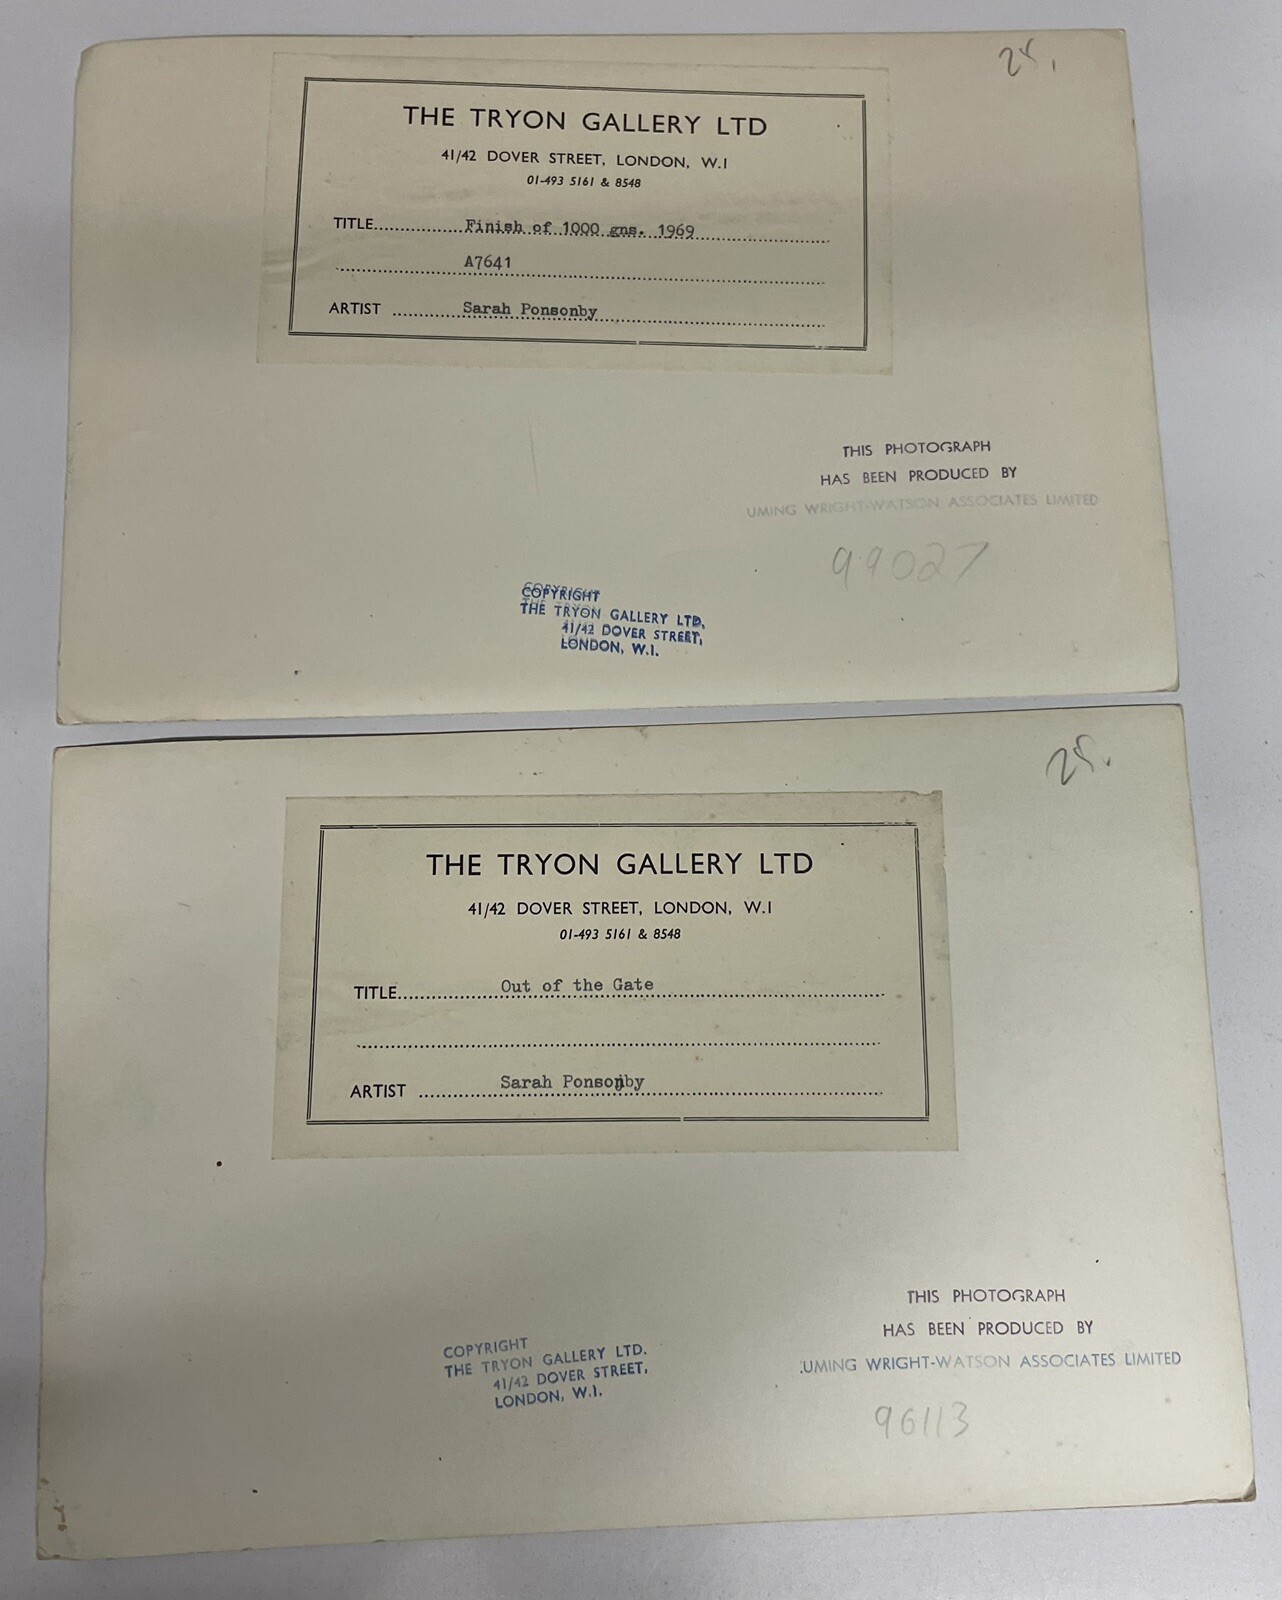 25.
THE TRYON GALLERY LTD
41/42 DOVER STREET, LONDON, W.I
01-493 5161 & 8548
TITLE.......... Finish of 1000 gns. 1969
A7641
ARTIST .......... Sarah Ponsonby
THIS PHOTOGRAPH
HAS BEEN PRODUCED BY
UMING WRIGHT-WATSON ASSOCIATES LIMITED
99027
COPYRIGHT
THE TRYON GALLERY LTD,
41/42 DOVER STREET,
LONDON, W.I.
25.
THE TRYON GALLERY LTD
41/42 DOVER STREET, LONDON, W.I
01-493 5161 & 8548
TITLE.......... Out of the Gate
ARTIST .......... Sarah Ponsonby
THIS PHOTOGRAPH
HAS BEEN PRODUCED BY
UMING WRIGHT-WATSON ASSOCIATES LIMITED
96113
COPYRIGHT
THE TRYON GALLERY LTD.
41/42 DOVER STREET,
LONDON, W.I.